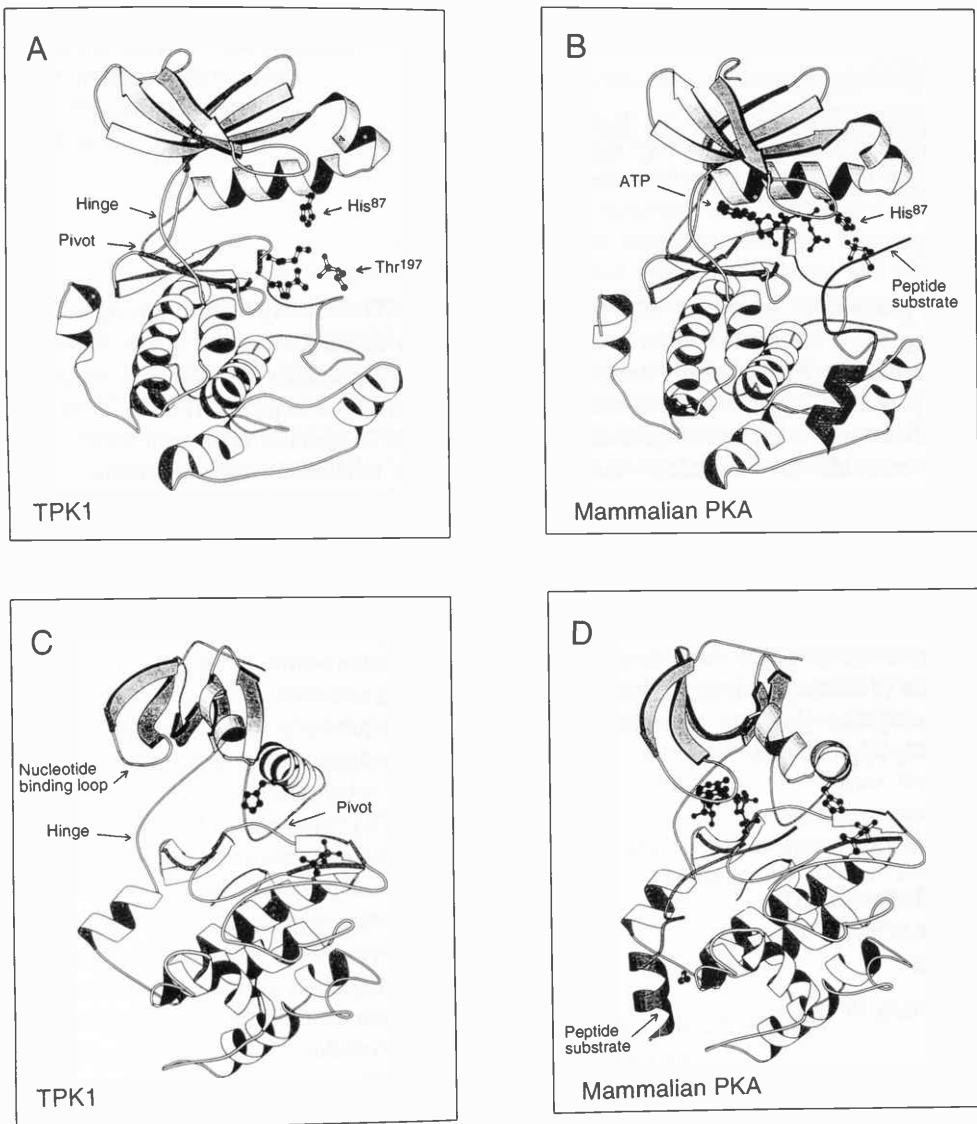 A
Hinge
Pivot
His87
Thr197
TPK1
B
ATP
His87
Peptide
substrate
Mammalian PKA
C
Nucleotide
binding loop
Hinge
Pivot
TPK1
D
Peptide
substrate
Mammalian PKA